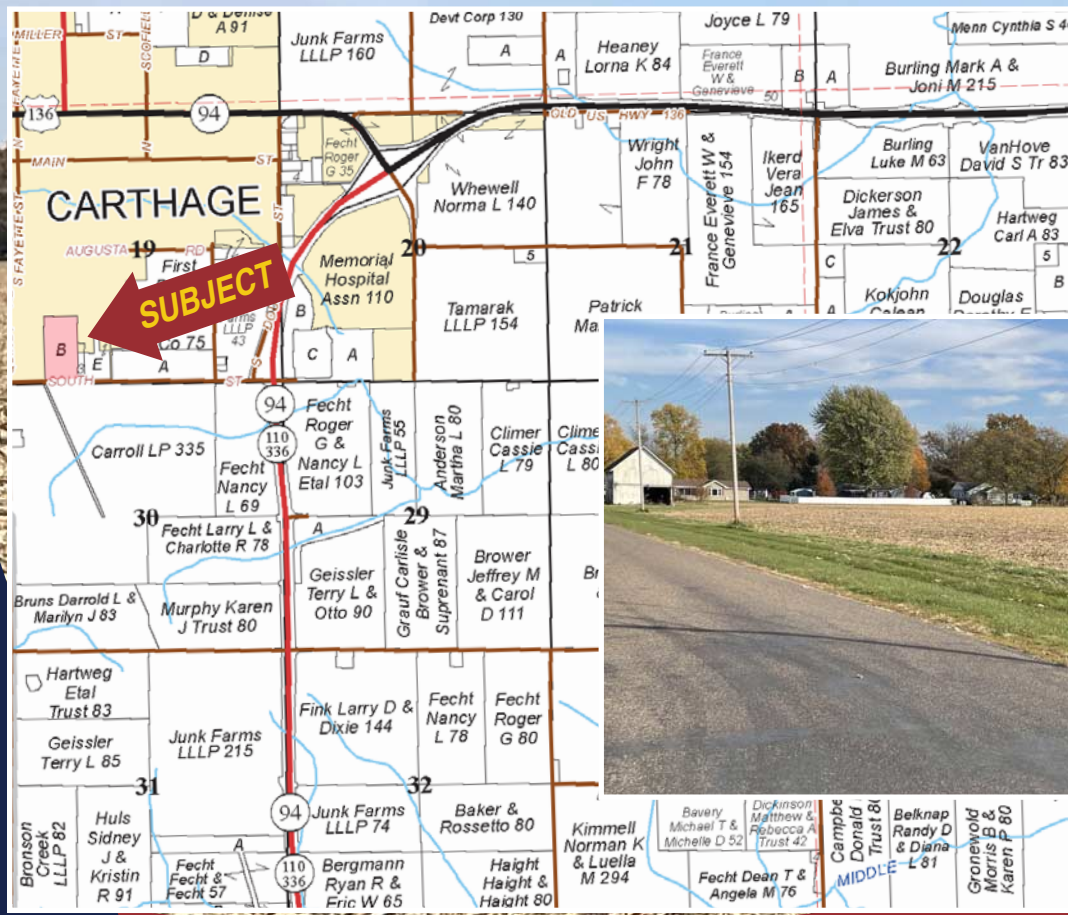 MILLER
ST
SCOFIELD
D & Denise
A 91
D
Junk Farms
LLLP 160
Devt Corp 130
A
A
Heaney
Lorna K 84
Joyce L 79
France
Everett
W &
Genevieve
50
B
A
Menn Cynthia S
Burling Mark A &
Joni M 215
N FAYETTE
136
94
OLD US HWY 136
MAIN
ST
N
Fecht
Roger
G 35
4
Whewell
Norma L 140
Wright
John
F 78
France Everett W &
Genevieve 154
Ikerd
Vera
Jean
165
Burling
Luke M 63
VanHove
David S Tr 83
Dickerson
James &
Elva Trust 80
Hartweg
Carl A 83
CARTHAGE
S FAYETTE ST
ST
19
20
21
22
AUGUSTA RD
First
Memorial
Hospital
Assn 110
5
C
5
B
SUBJECT
LLLP
43
Co 75
B
Tamarak
LLLP 154
Patrick
A
Kokjohn
Douglas
B
3
E
A
C
A
SOUTH
ST
S
94
110
336
Carroll LP 335
Fecht
Nancy
L 69
Fecht
Roger
G &
Nancy L
Etal 103
Junk Farms
LLLP 55
Anderson
Martha L 80
Climer
Cassie
L 79
L 80
30
29
Fecht Larry L &
Charlotte R 78
A
Geissler
Terry L &
Otto 90
Grauf Carlisle
Brower &
Suprenant 87
Brower
Jeffrey M
& Carol
D 111
Bruns Darrold L &
Marilyn J 83
Murphy Karen
J Trust 80
Hartweg
Etal
Trust 83
Geissler
Terry L 85
Junk Farms
LLLP 215
Fink Larry D &
Dixie 144
Fecht
Nancy
L 78
Fecht
Roger
G 80
31
32
Bronson
Creek
LLLP 82
Huls
Sidney
J &
Kristin
R 91
94
Junk Farms
LLLP 74
Baker &
Rossetto 80
A
Fecht
Fecht &
Fecht 57
110
336
Bergmann
Ryan R &
Eric W 65
Haight
Haight &
Haight 80
Kimmell
Norman K
& Luella
M 294
Bavery
Michael T &
Michelle D 52
Dickinson
Matthew &
Rebecca A
Trust 42
Fecht Dean T &
Angela M 76
Donald
Trust
MIDDLE
Belknap
Randy D
& Diana
L 81
Gronewold
Morris B &
Karen P 80